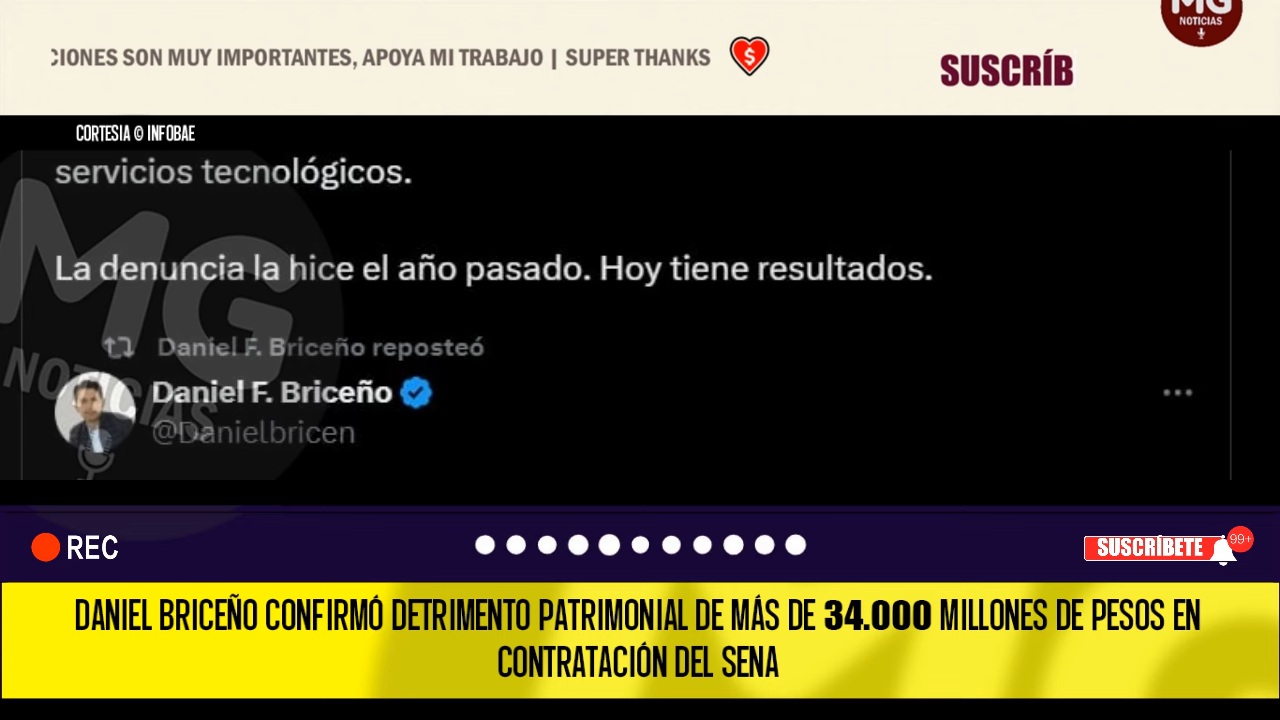 MG
NOTICIAS
CIONES SON MUY IMPORTANTES, APOYA MI TRABAJO | SUPER THANKS
$
SUSCRÍB
CORTESIA © INFOBAE
servicios tecnológicos.
La denuncia la hice el año pasado. Hoy tiene resultados.
Daniel F. Briceño reposteó
Daniel F. Briceño
@Danielbricen
MG
NOTICIAS
REC
SUSCRÍBETE
99+
DANIEL BRICEÑO CONFIRMÓ DETRIMENTO PATRIMONIAL DE MÁS DE 34.000 MILLONES DE PESOS EN
CONTRATACIÓN DEL SENA